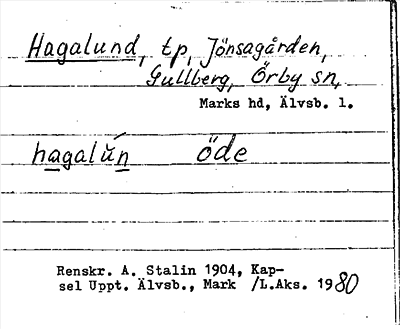 Hagalund, tp, Jönsagården,
Gullberg, Örby sn,
Marks hd, Älvsb. l.
hagalŭ́n öde
Renskr. A. Stalin 1904, Kap-
sel Uppt. Älvsb., Mark /L.Aks. 1980